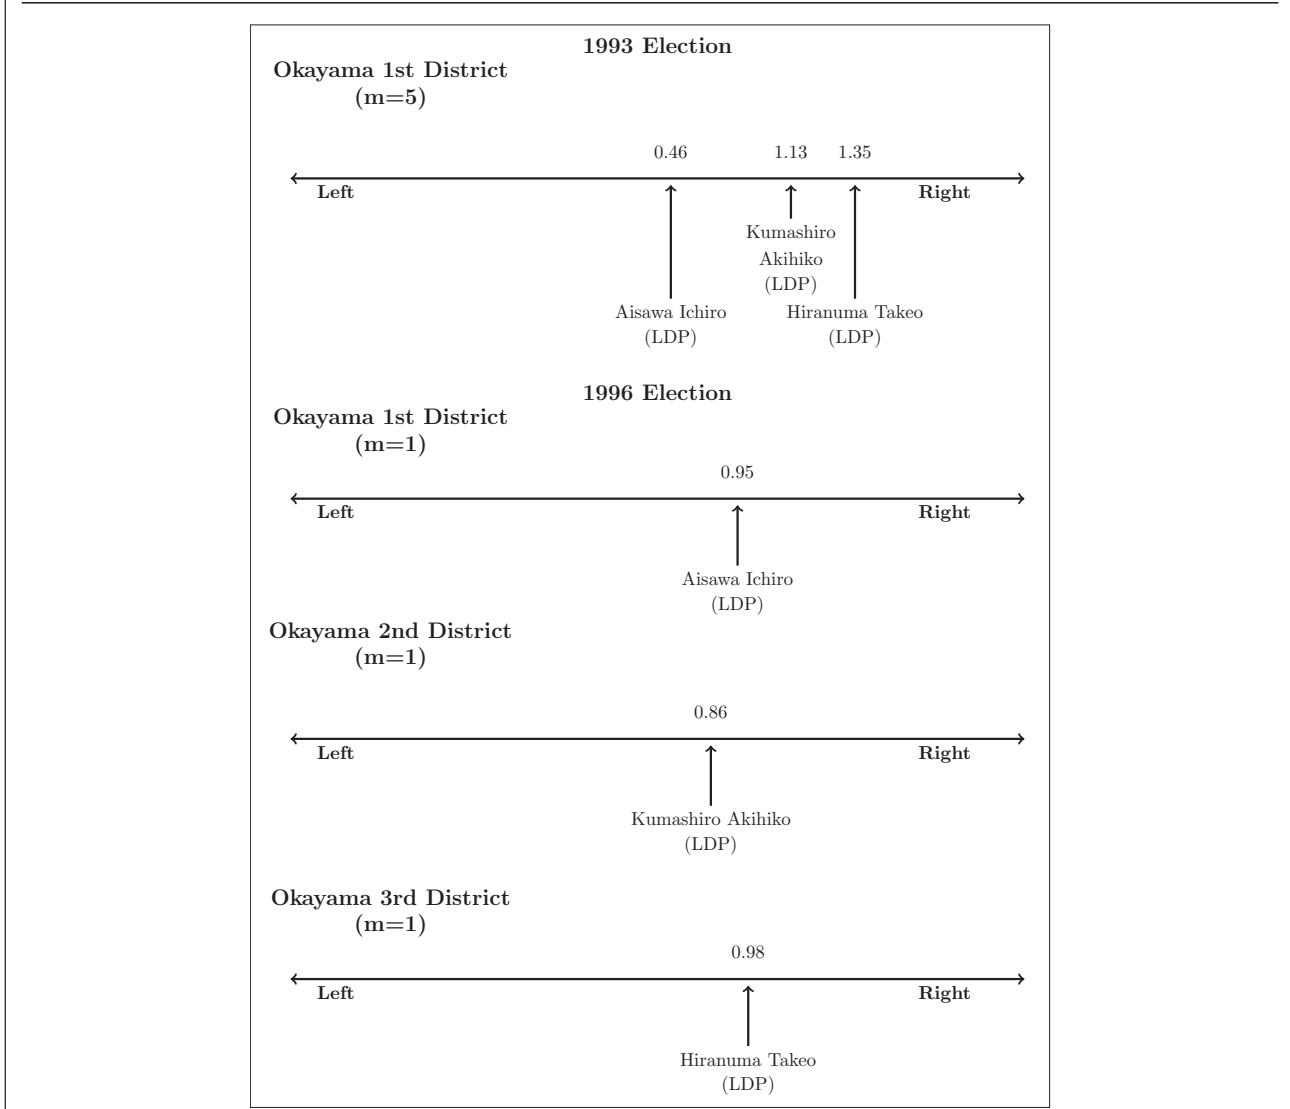 1993 Election
Okayama 1st District
(m=5)
0.46 1.13 1.35
Left Right
Kumashiro
Akihiko
(LDP)
Aisawa Ichiro Hiranuma Takeo
(LDP) (LDP)
1996 Election
Okayama 1st District
(m=1)
0.95
Left Right
Aisawa Ichiro
(LDP)
Okayama 2nd District
(m=1)
0.86
Left Right
Kumashiro Akihiko
(LDP)
Okayama 3rd District
(m=1)
0.98
Left Right
Hiranuma Takeo
(LDP)